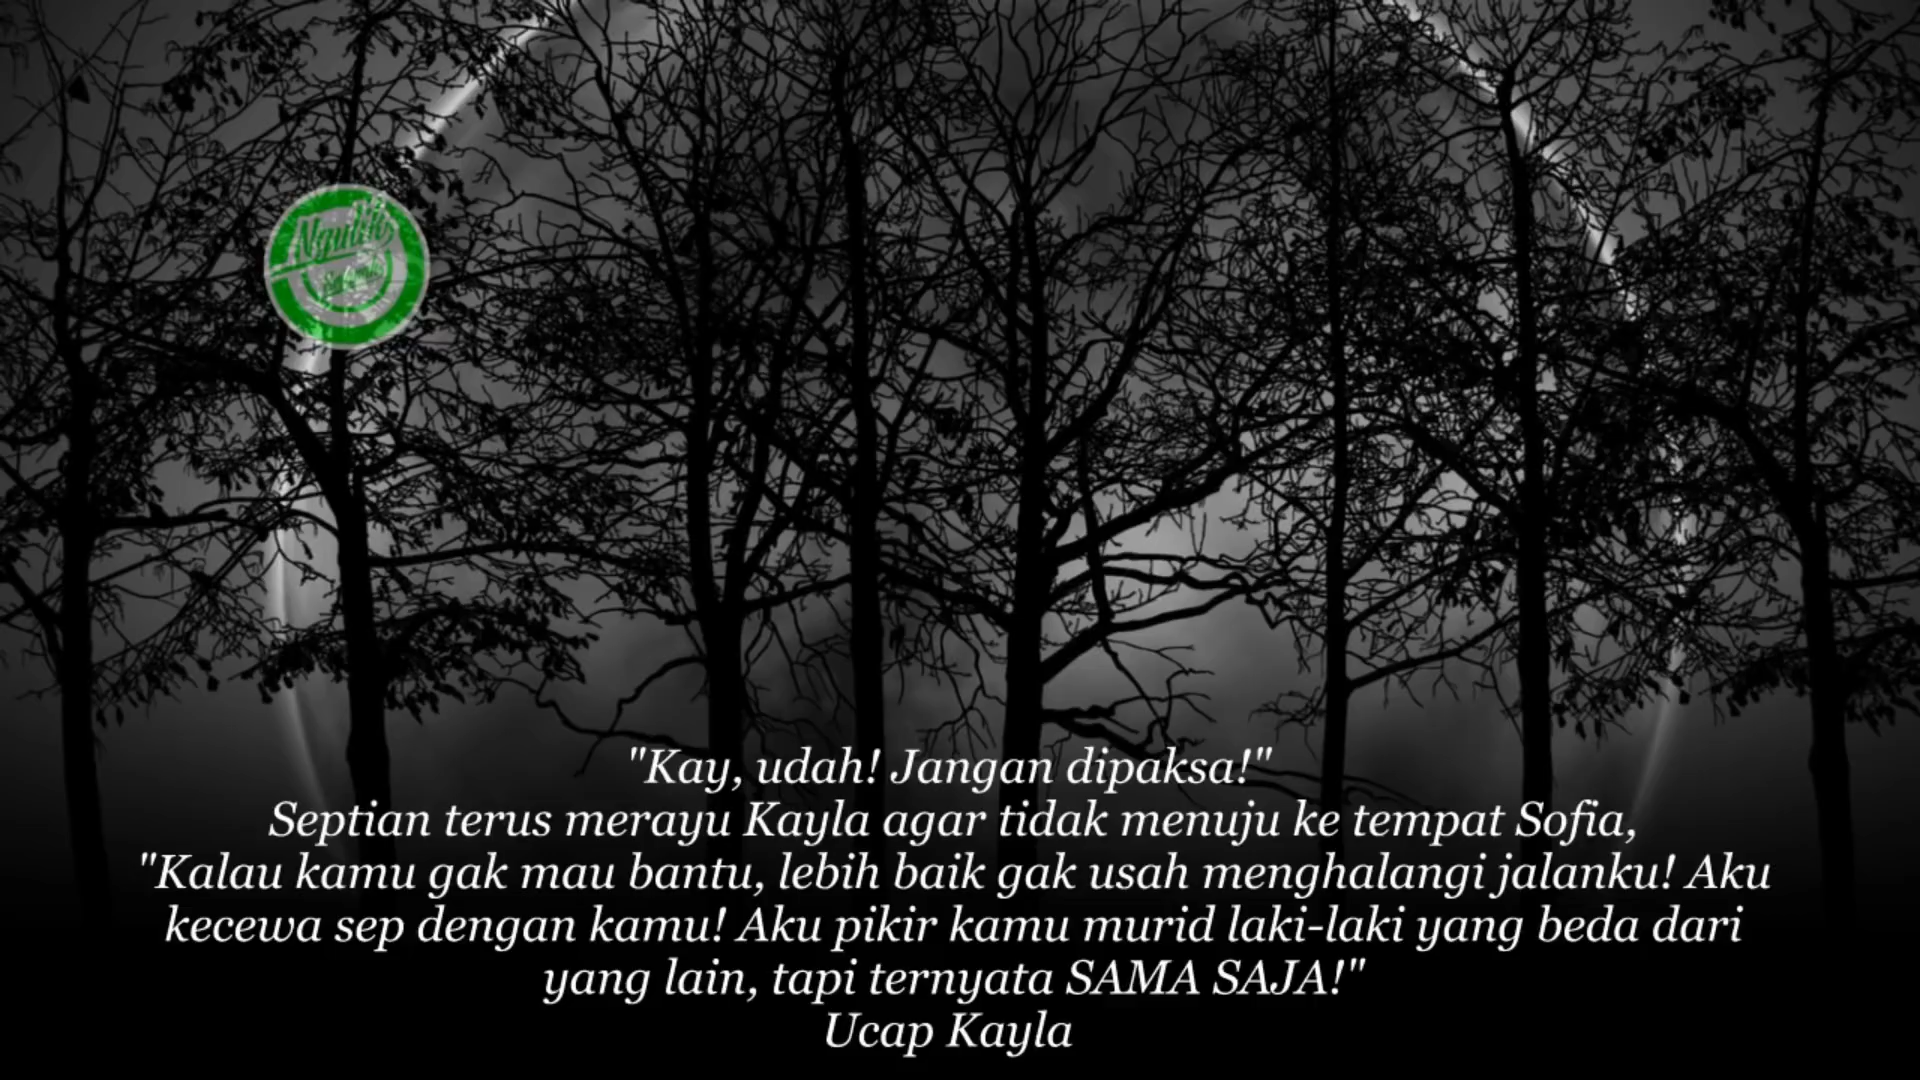 Ngulik
"Kay, udah! Jangan dipaksa!"
Septian terus merayu Kayla agar tidak menuju ke tempat Sofia,
"Kalau kamu gak mau bantu, lebih baik gak usah menghalangi jalanku! Aku
kecewa sep dengan kamu! Aku pikir kamu murid laki-laki yang beda dari
yang lain, tapi ternyata SAMA SAJA!"
Ucap Kayla